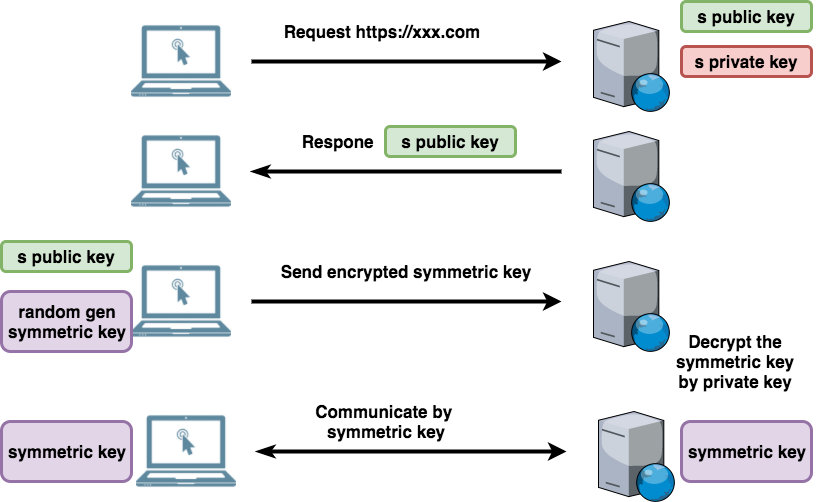 Request https://xxx.com
s public key
s private key
Respone
s public key
s public key
random gen
symmetric key
Send encrypted symmetric key
Decrypt the
symmetric key
by private key
symmetric key
Communicate by
symmetric key
symmetric key